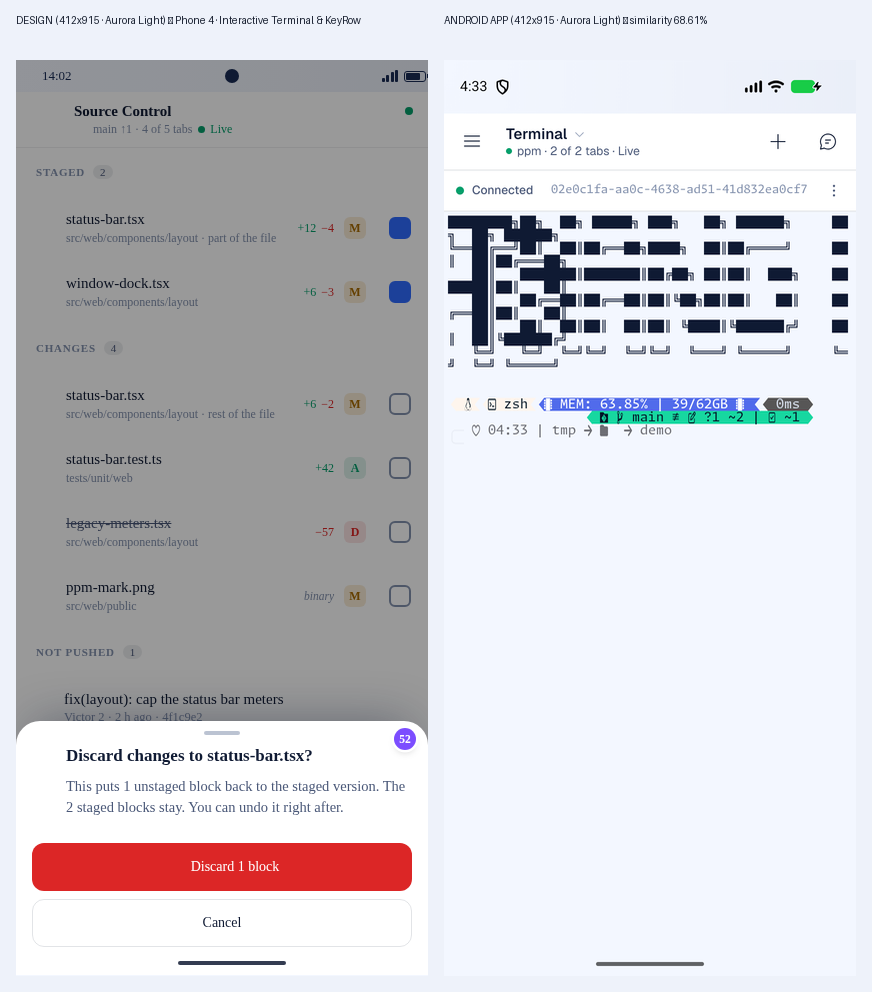 DESIGN (412x915 · Aurora Light) Phone 4 · Interactive Terminal & KeyRow
14:02
Source Control
main ↑1 · 4 of 5 tabs ● Live
STAGED 2
status-bar.tsx
src/web/components/layout · part of the file
+12 −4 M
window-dock.tsx
src/web/components/layout
+6 −3 M
CHANGES 4
status-bar.tsx
src/web/components/layout · rest of the file
+6 −2 M
status-bar.test.ts
tests/unit/web
+42 A
legacy-meters.tsx
src/web/components/layout
−57 D
ppm-mark.png
src/web/public
binary M
NOT PUSHED 1
fix(layout): cap the status bar meters
Victor 2 · 2 h ago · 4f1c9e2
52
Discard changes to status-bar.tsx?
This puts 1 unstaged block back to the staged version. The
2 staged blocks stay. You can undo it right after.
Discard 1 block
Cancel
ANDROID APP (412x915 · Aurora Light) similarity 68.61%
4:33
Terminal
ppm · 2 of 2 tabs · Live
Connected 02e0c1fa-aa0c-4638-ad51-41d832ea0cf7
zsh MEM: 63.85% | 39/62GB 0ms
main ≢ ?1 ~2 | ~1
04:33 | tmp → → demo